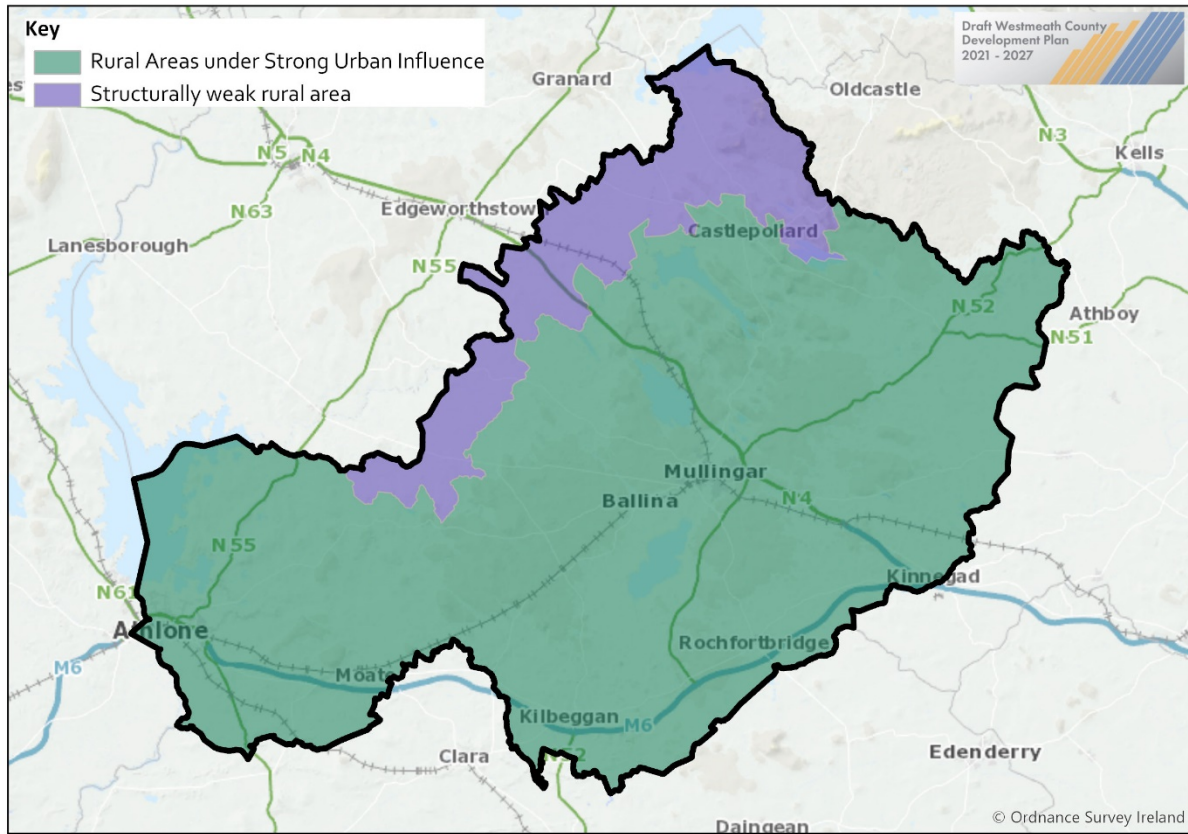 Key
Rural Areas under Strong Urban Influence
Structurally weak rural area
Draft Westmeath County
Development Plan
2021 - 2027
Granard
Oldcastle
N3
Kells
N5
N4
N63
Edgeworthstow
Lanesborough
N55
Castlepollard
N52
Athboy
N51
Mullingar
Ballina
N4
N55
Kinnegad
N61
Athlone
Rochfortbridge
M6
Moate
Kilbeggan
M6
Clara
Edenderry
Daingean
© Ordnance Survey Ireland